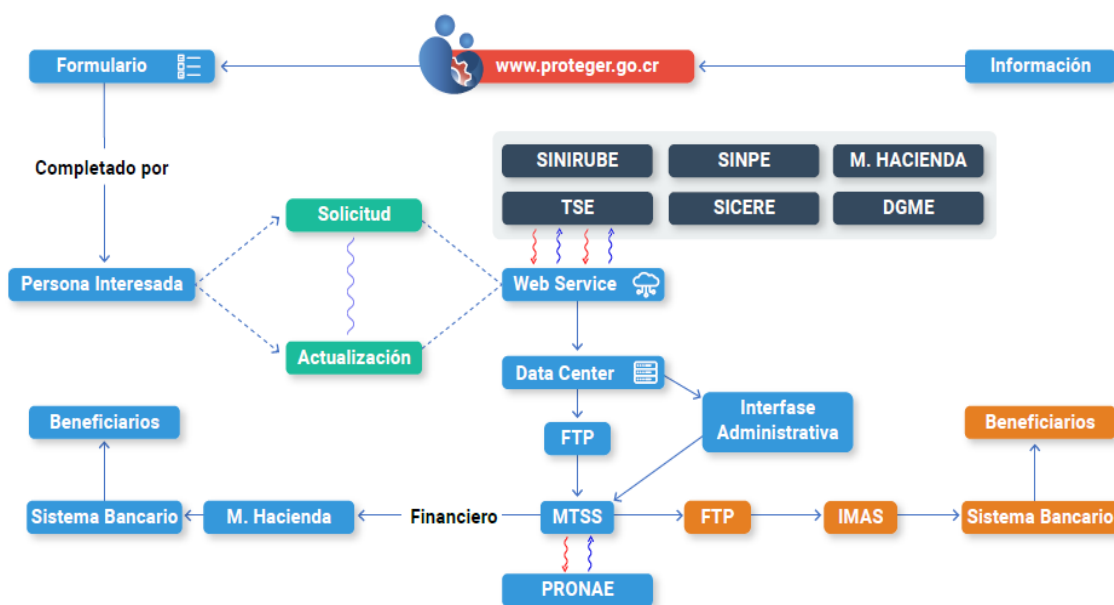 Formulario
www.proteger.go.cr
Información
Completado por
SINIRUBE
SINPE
M. HACIENDA
TSE
SICERE
DGME
Solicitud
Persona Interesada
Web Service
Actualización
Data Center
Beneficiarios
Interfase
Administrativa
Beneficiarios
FTP
Sistema Bancario
M. Hacienda
Financiero
MTSS
FTP
IMAS
Sistema Bancario
PRONAE